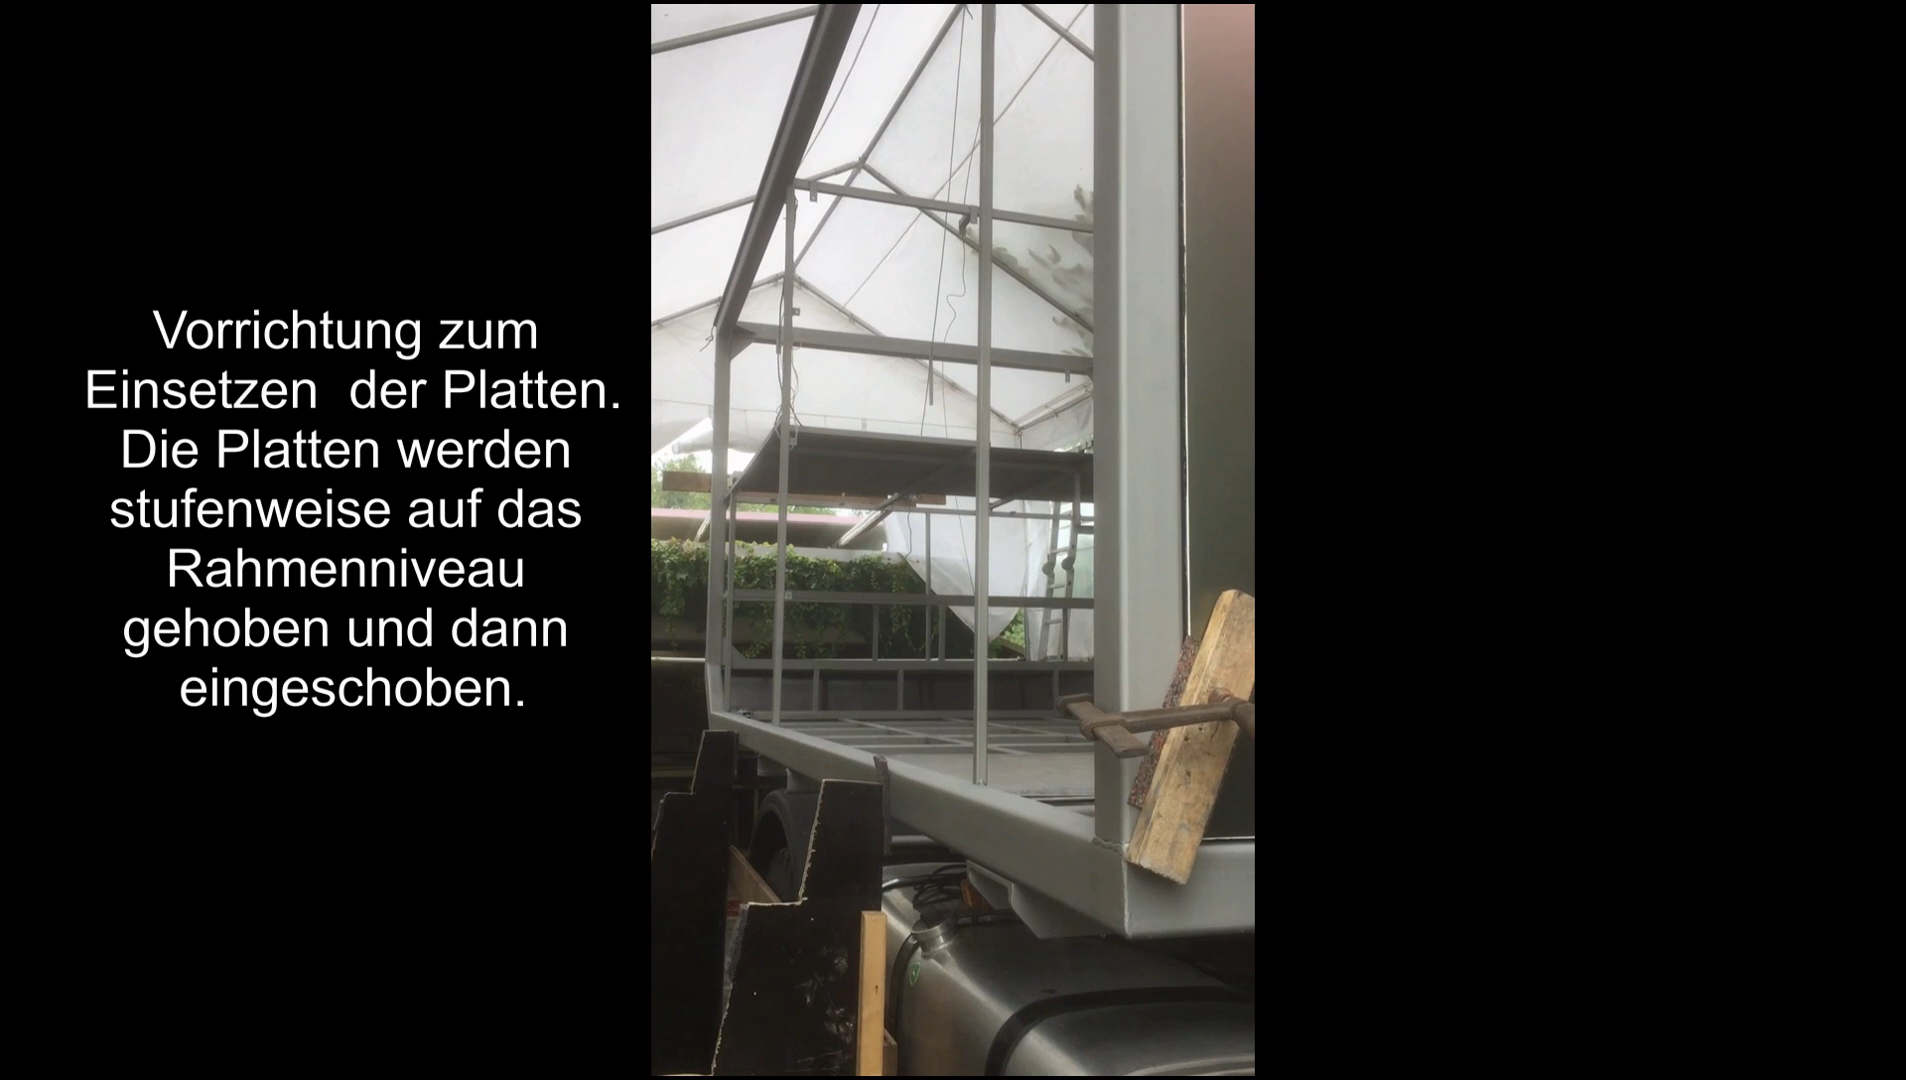 Vorrichtung zum
Einsetzen  der Platten.
Die Platten werden
stufenweise auf das
Rahmenniveau
gehoben und dann
eingeschoben.